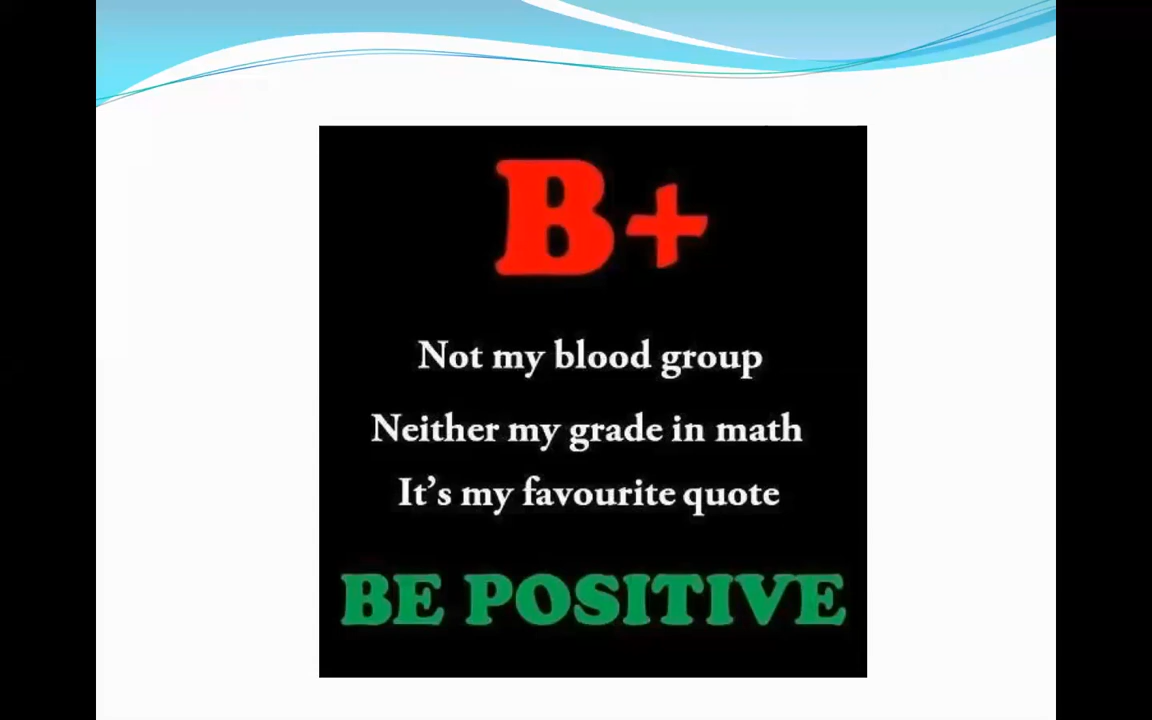 B+
Not my blood group
Neither my grade in math
It's my favourite quote
BE POSITIVE